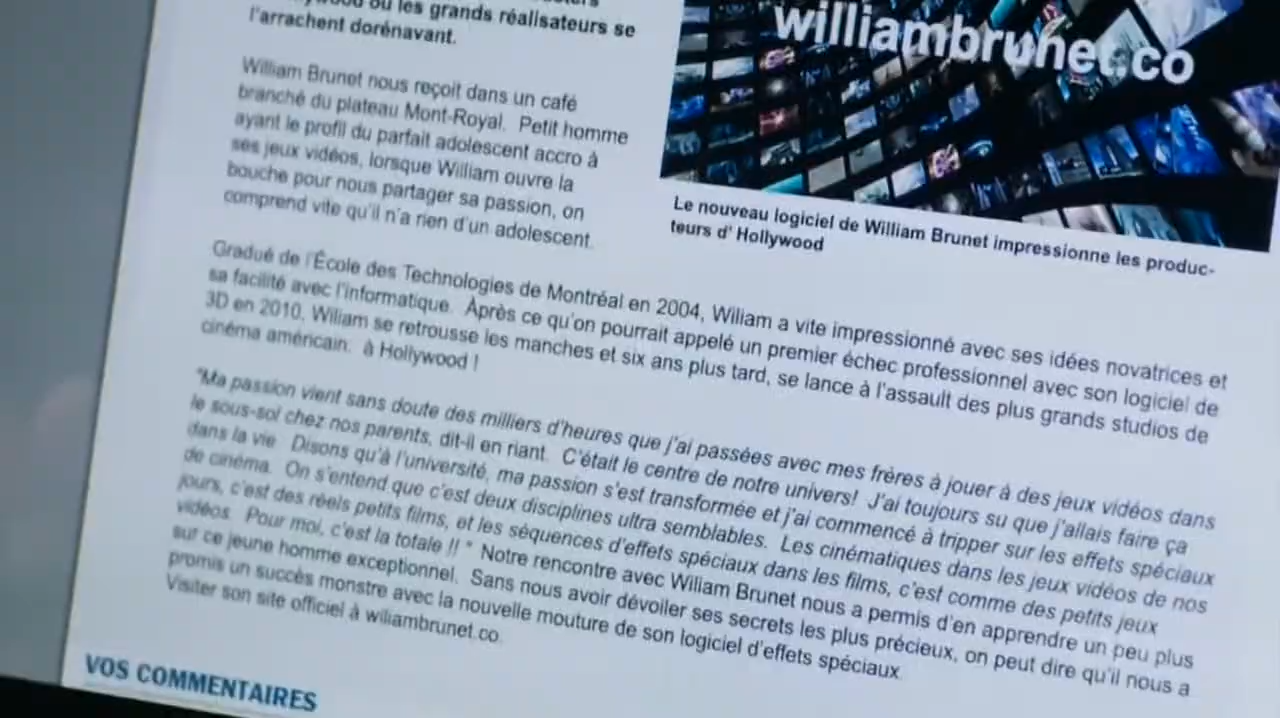 ou les grands réalisateurs se
l'arrachent dorénavant.
williambrunet.co
William Brunet nous reçoit dans un café
branché du plateau Mont-Royal. Petit homme
ayant le profil du parfait adolescent accro à
ses jeux vidéos, lorsque William ouvre la
bouche pour nous partager sa passion, on
comprend vite qu'il n'a rien d'un adolescent.
Le nouveau logiciel de William Brunet impressionne les produc-
teurs d' Hollywood
Gradué de l'École des Technologies de Montréal en 2004, Wiliam a vite impressionné avec ses idées novatrices et
sa facilité avec l'informatique. Après ce qu'on pourrait appelé un premier échec professionnel avec son logiciel de
3D en 2010, Wiliam se retrousse les manches et six ans plus tard, se lance à l'assault des plus grands studios de
cinéma américain: à Hollywood !
"Ma passion vient sans doute des milliers d'heures que j'ai passées avec mes frères à jouer à des jeux vidéos dans
le sous-sol chez nos parents, dit-il en riant. C'était le centre de notre univers! J'ai toujours su que j'allais faire ça
dans la vie. Disons qu'à l'université, ma passion s'est transformée et j'ai commencé à tripper sur les effets spéciaux
de cinéma. On s'entend que c'est deux disciplines ultra semblables. Les cinématiques dans les jeux vidéos de nos
jours, c'est des réels petits films, et les séquences d'effets spéciaux dans les films, c'est comme des petits jeux
vidéos. Pour moi, c'est la totale !! " Notre rencontre avec Wiliam Brunet nous a permis d'en apprendre un peu plus
sur ce jeune homme exceptionnel. Sans nous avoir dévoiler ses secrets les plus précieux, on peut dire qu'il nous a
promis un succès monstre avec la nouvelle mouture de son logiciel d'effets spéciaux.
Visiter son site officiel à wiliambrunet.co.
VOS COMMENTAIRES